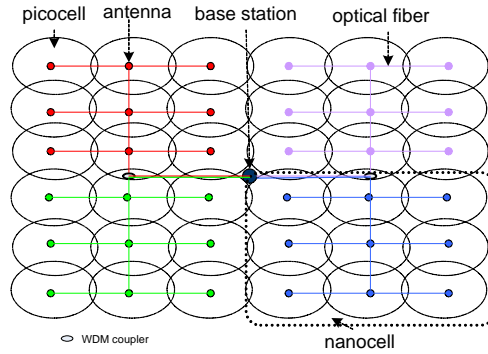 picocell antenna base station optical fiber
WDM coupler
nanocell